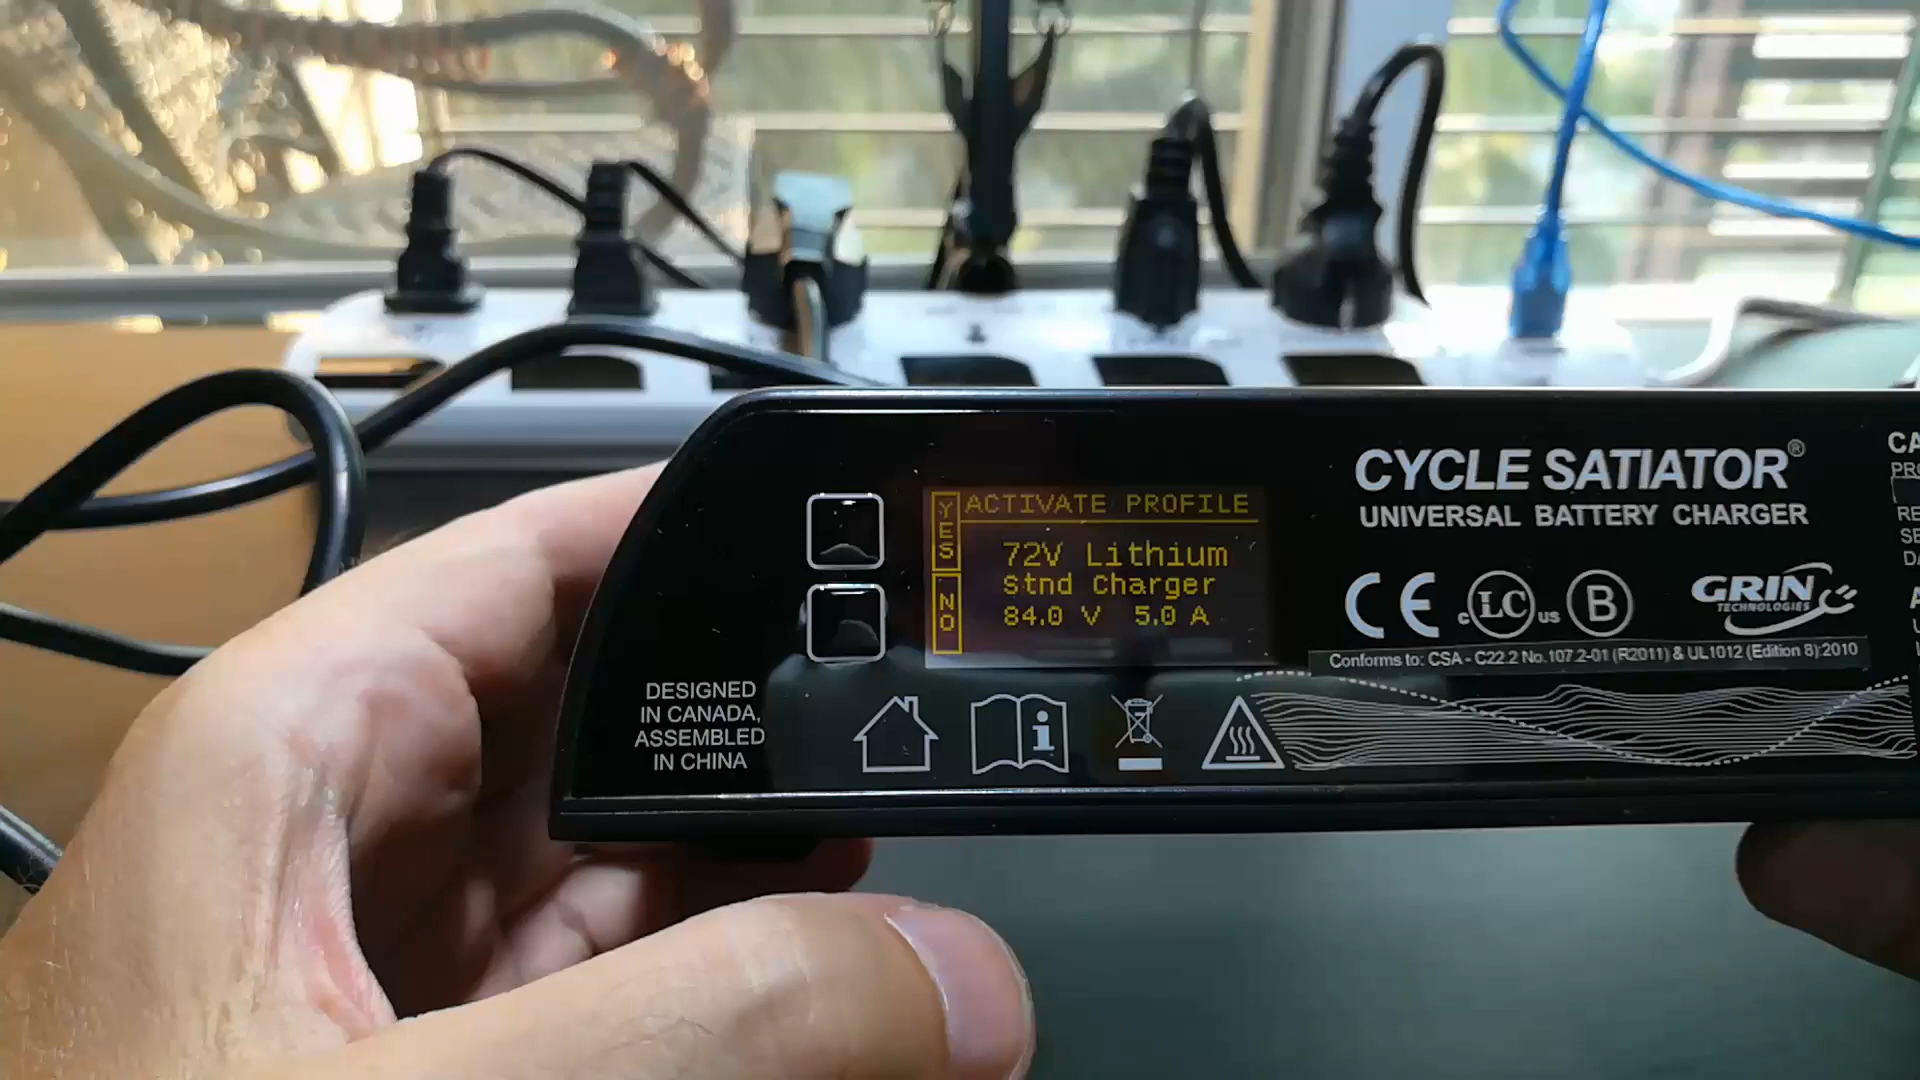 YES
ACTIVATE PROFILE
72V Lithium
Stnd Charger
84.0 V 5.0 A
NO
CYCLE SATIATOR®
UNIVERSAL BATTERY CHARGER
CE
c LC us
B
GRIN
TECHNOLOGIES
Conforms to: CSA - C22.2 No.107.2-01 (R2011) & UL1012 (Edition 8):2010
DESIGNED
IN CANADA,
ASSEMBLED
IN CHINA
i